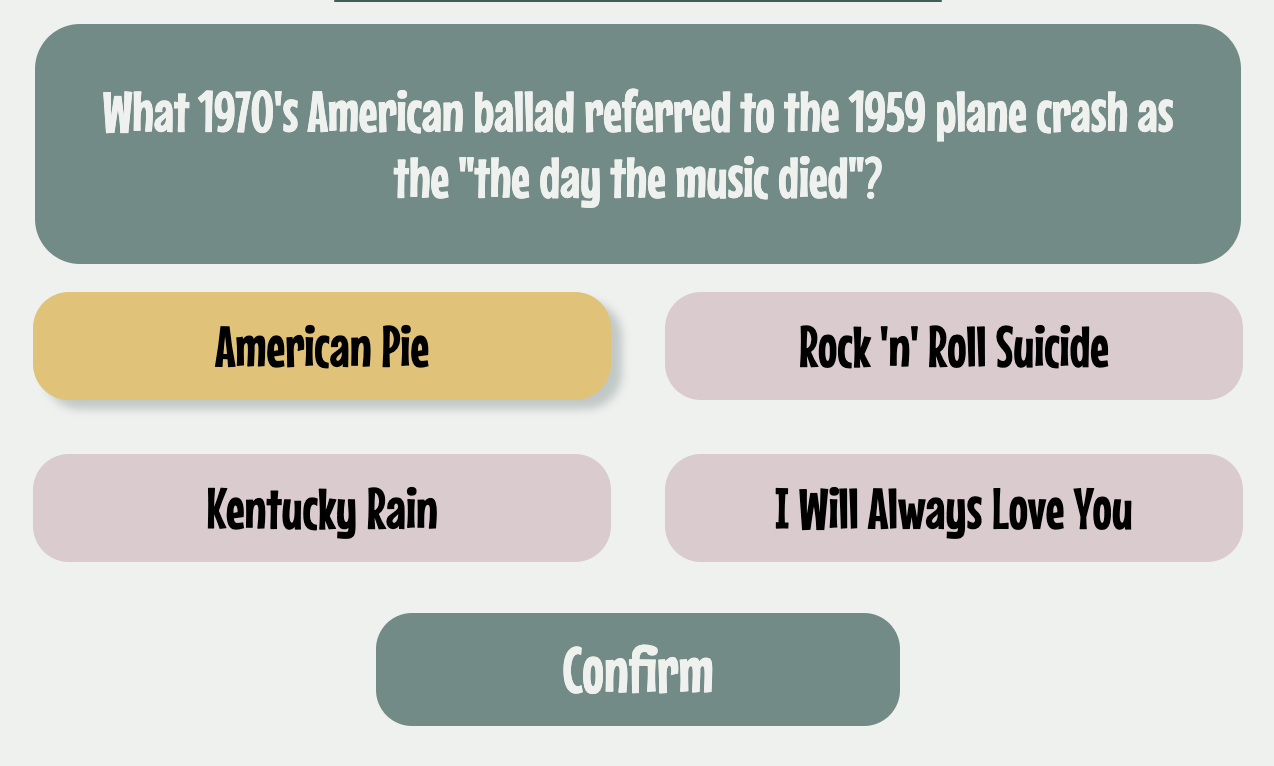 What 1970's American ballad referred to the 1959 plane crash as
the "the day the music died"?
American Pie
Rock 'n' Roll Suicide
Kentucky Rain
I Will Always Love You
Confirm